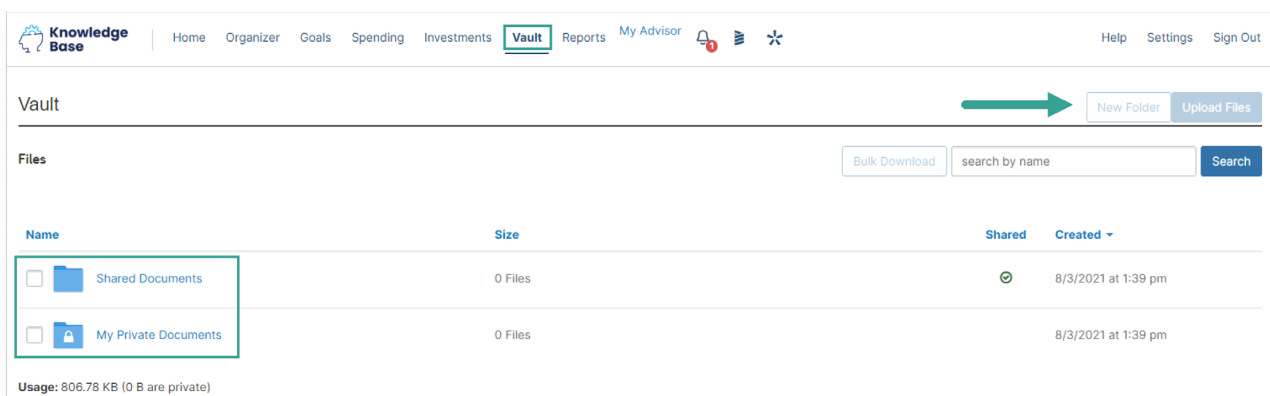 Knowledge Base
Home Organizer Goals Spending Investments Vault Reports My Advisor 1 Help Settings Sign Out
Vault New Folder Upload Files
Files Bulk Download search by name Search
Name Size Shared Created
Shared Documents 0 Files 8/3/2021 at 1:39 pm
My Private Documents 0 Files 8/3/2021 at 1:39 pm
Usage: 806.78 KB (0 B are private)